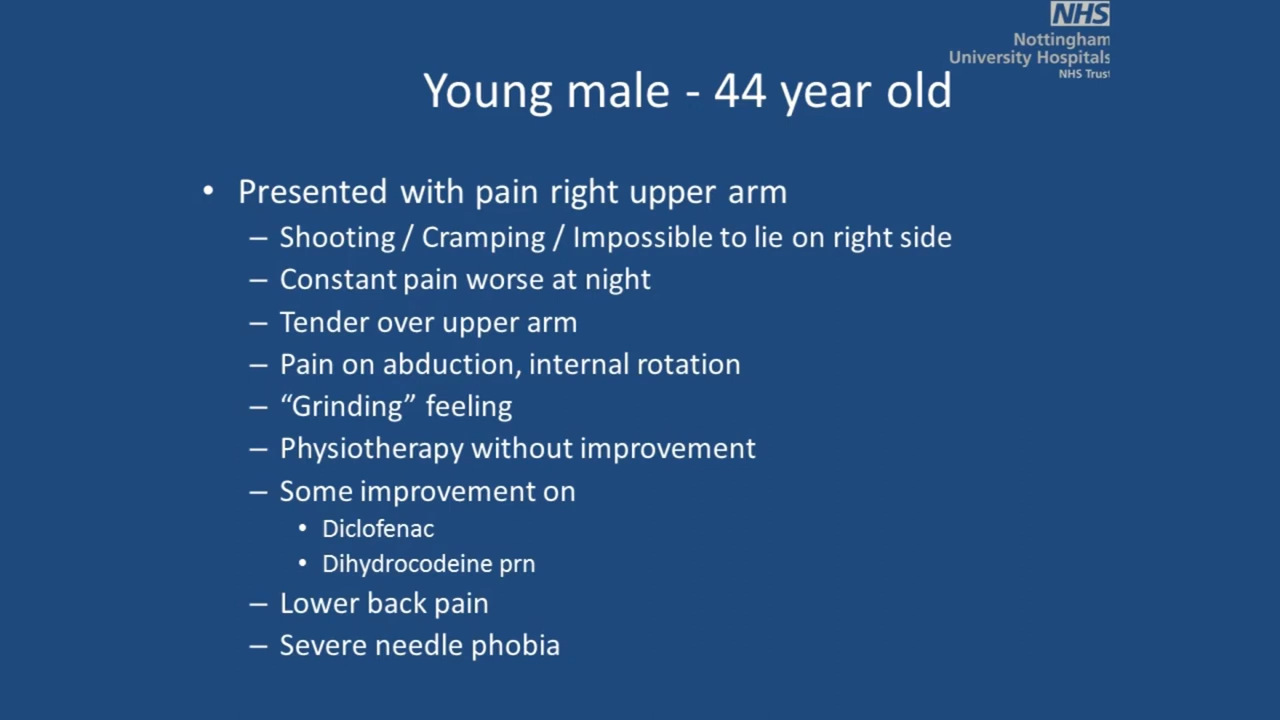 NHS
Nottingham
University Hospitals
NHS Trust
Young male - 44 year old
• Presented with pain right upper arm
– Shooting / Cramping / Impossible to lie on right side
– Constant pain worse at night
– Tender over upper arm
– Pain on abduction, internal rotation
– “Grinding” feeling
– Physiotherapy without improvement
– Some improvement on
• Diclofenac
• Dihydrocodeine prn
– Lower back pain
– Severe needle phobia